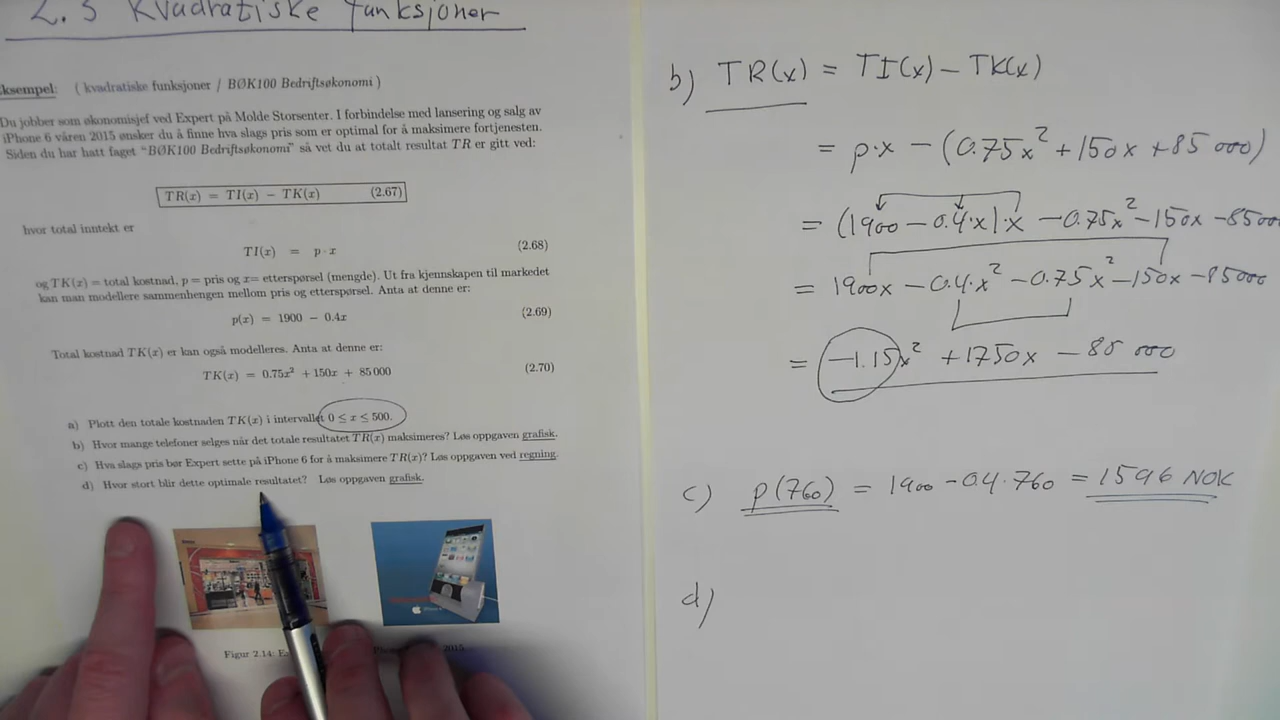 2.3 Kvadratiske funksjoner
Eksempel: ( kvadratiske funksjoner / BØK100 Bedriftsøkonomi )
Du jobber som økonomisjef ved Expert på Molde Storsenter. I forbindelse med lansering og salg av
iPhone 6 våren 2015 ønsker du å finne hva slags pris som er optimal for å maksimere fortjenesten.
Siden du har hatt faget "BØK100 Bedriftsøkonomi" så vet du at totalt resultat TR er gitt ved:
TR(x) = TI(x) − TK(x) (2.67)
hvor total inntekt er
TI(x) = p · x (2.68)
og TK(x) = total kostnad, p = pris og x= etterspørsel (mengde). Ut fra kjennskapen til markedet
kan man modellere sammenhengen mellom pris og etterspørsel. Anta at denne er:
p(x) = 1900 − 0.4x (2.69)
Total kostnad TK(x) er kan også modelleres. Anta at denne er:
TK(x) = 0.75x² + 150x + 85 000 (2.70)
a) Plott den totale kostnaden TK(x) i intervallet 0 ≤ x ≤ 500.
b) Hvor mange telefoner selges når det totale resultatet TR(x) maksimeres? Løs oppgaven grafisk.
c) Hva slags pris bør Expert sette på iPhone 6 for å maksimere TR(x)? Løs oppgaven ved regning.
d) Hvor stort blir dette optimale resultatet? Løs oppgaven grafisk.
Figur 2.14: 2015
b) TR(x) = TI(x) − TK(x)
= p·x − (0.75x² + 150x + 85 000)
= (1900 − 0.4·x)·x − 0.75x² − 150x − 85000
= 1900x − 0.4·x² − 0.75x² − 150x − 85000
= −1.15x² + 1750x − 85 000
c) p(760) = 1900 − 0.4·760 = 1596 NOK
d)